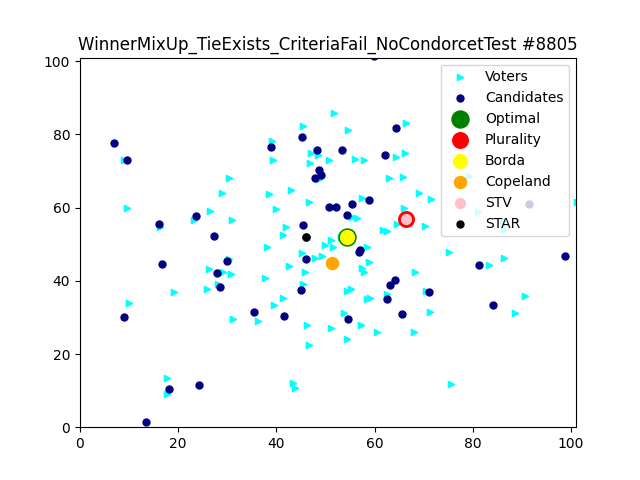 WinnerMixUp_TieExists_CriteriaFail_NoCondorcetTest #8805
100
80
60
40
20
0
0 20 40 60 80 100
Voters
Candidates
Optimal
Plurality
Borda
Copeland
STV
STAR